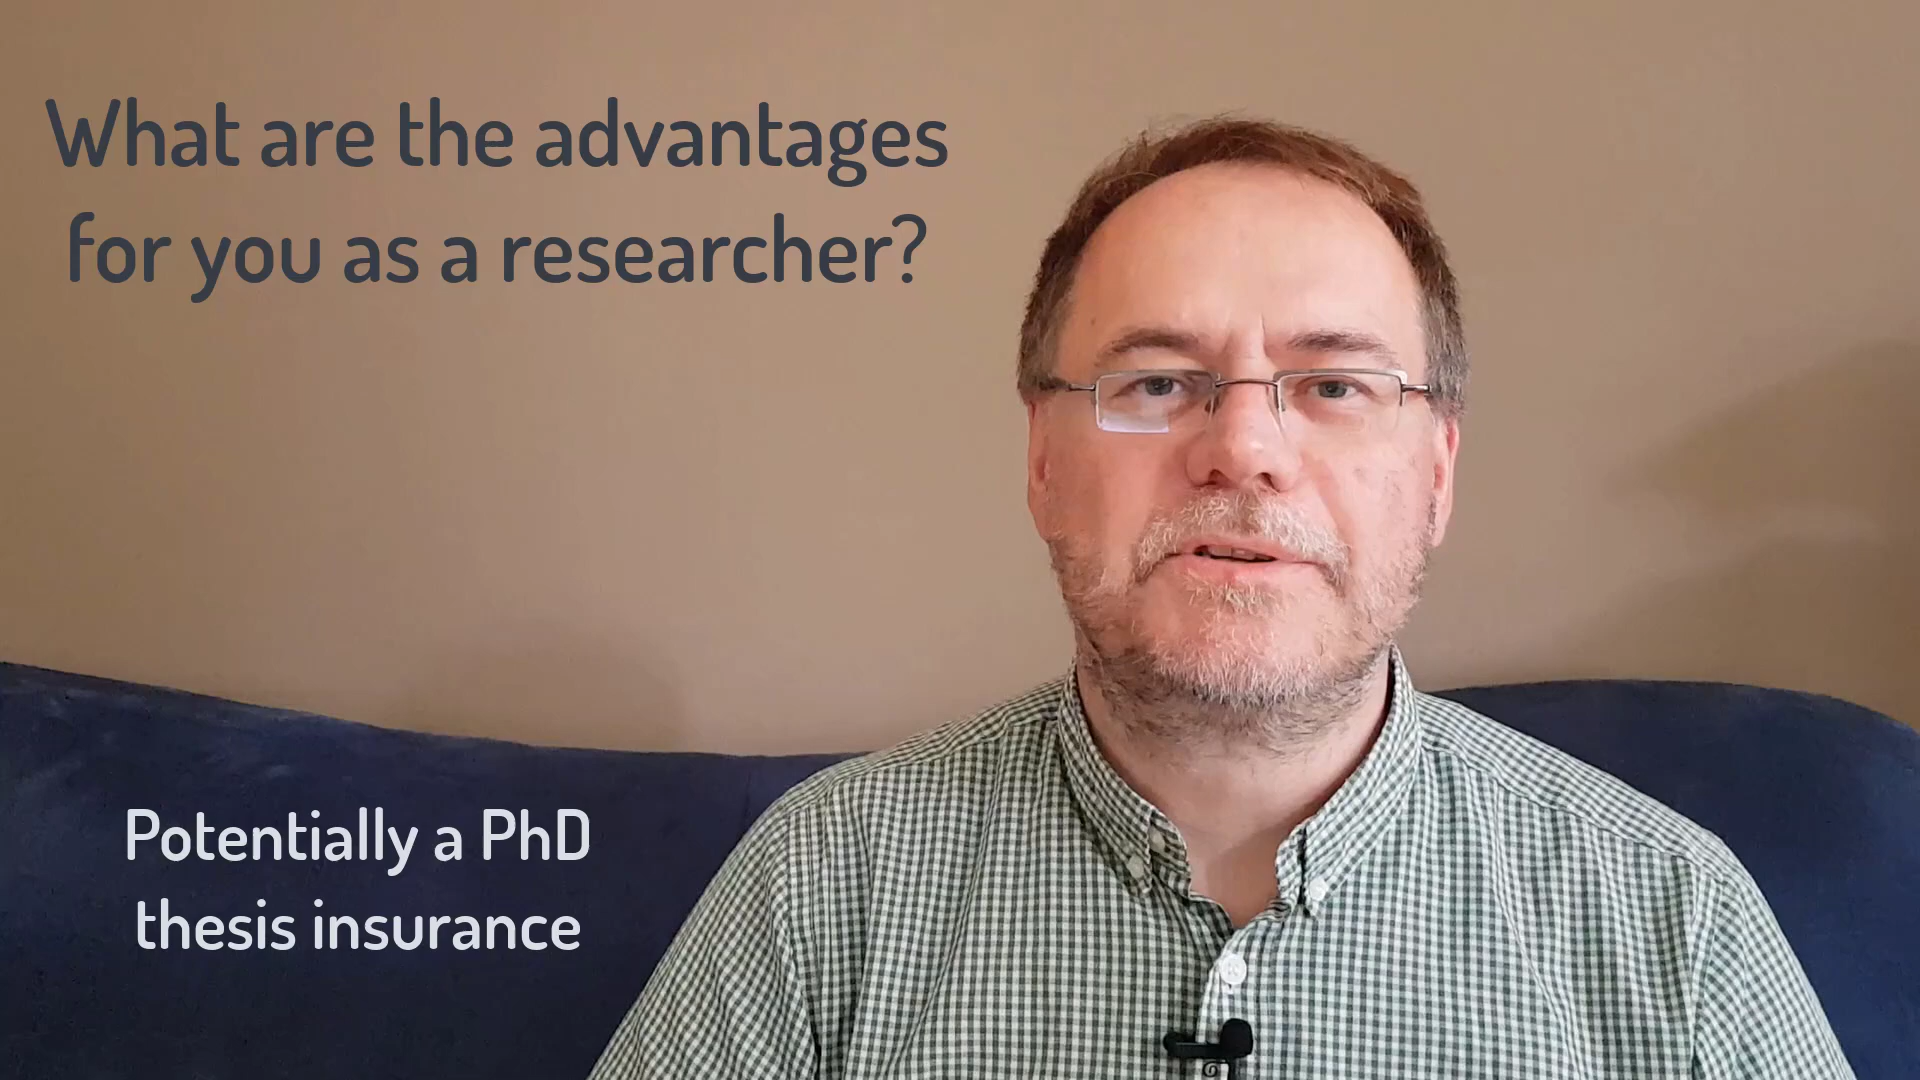 What are the advantages
for you as a researcher?
Potentially a PhD
thesis insurance